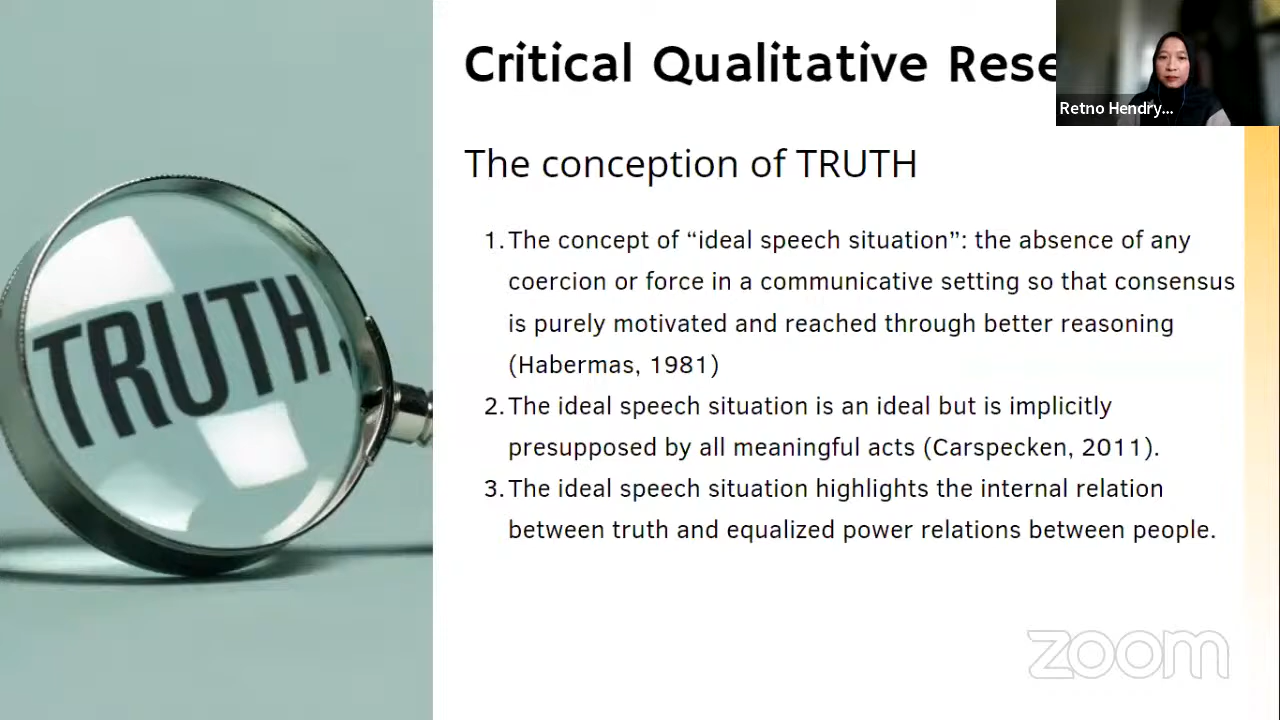 Critical Qualitative Rese
Retno Hendry...
The conception of TRUTH
TRUTH.
1. The concept of “ideal speech situation”: the absence of any
coercion or force in a communicative setting so that consensus
is purely motivated and reached through better reasoning
(Habermas, 1981)
2. The ideal speech situation is an ideal but is implicitly
presupposed by all meaningful acts (Carspecken, 2011).
3. The ideal speech situation highlights the internal relation
between truth and equalized power relations between people.
zoom